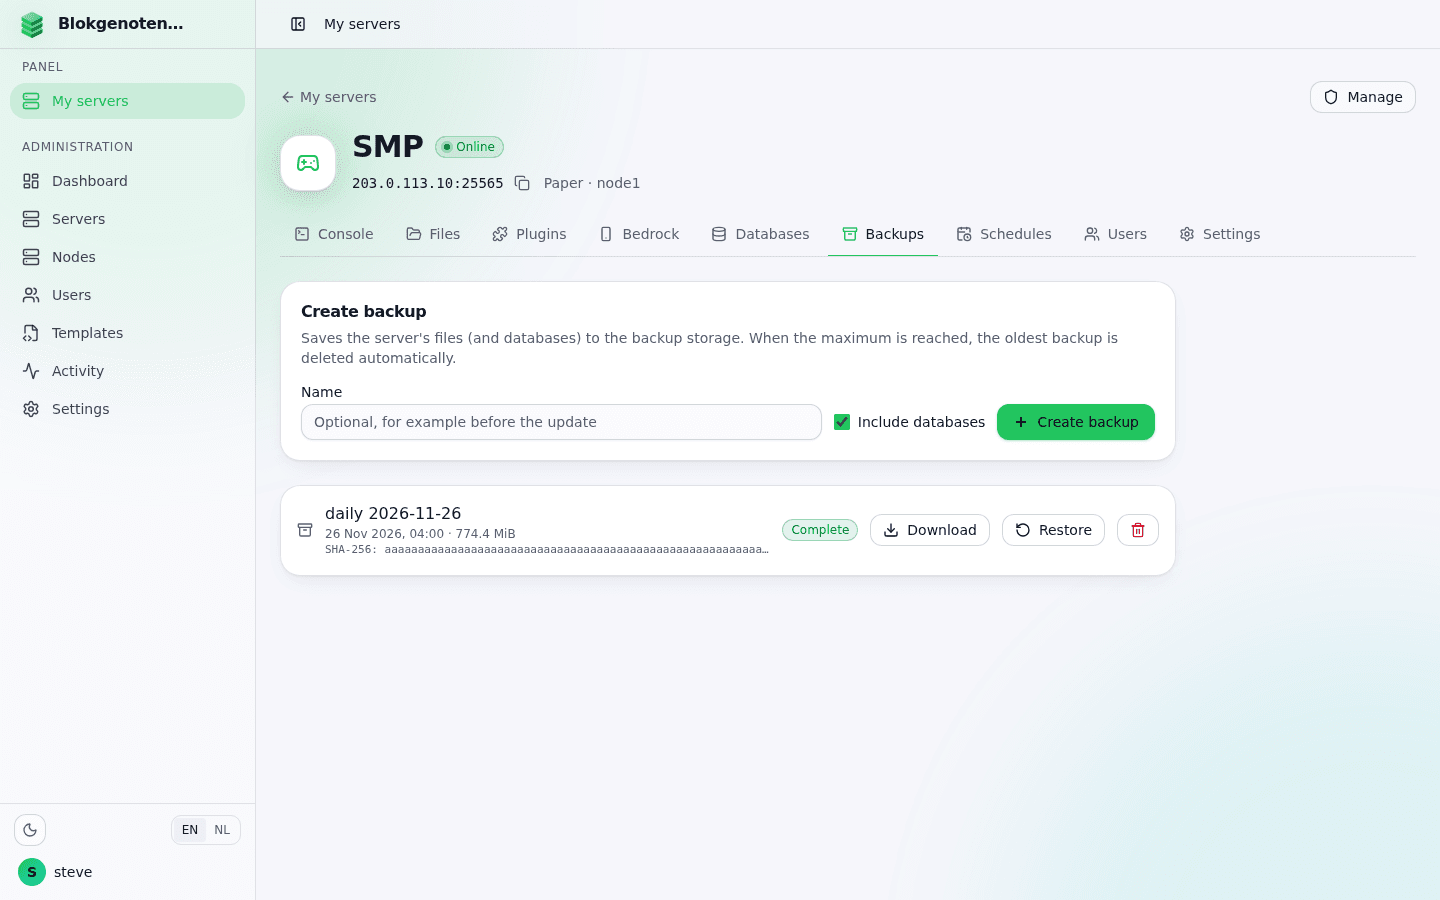 Blokgenoten...
My servers
PANEL
My servers
ADMINISTRATION
Dashboard
Servers
Nodes
Users
Templates
Activity
Settings
EN NL
S steve
My servers
Manage
SMP Online
203.0.113.10:25565 Paper · node1
Console Files Plugins Bedrock Databases Backups Schedules Users Settings
Create backup
Saves the server's files (and databases) to the backup storage. When the maximum is reached, the oldest backup is
deleted automatically.
Name
Optional, for example before the update Include databases Create backup
daily 2026-11-26
26 Nov 2026, 04:00 · 774.4 MiB
SHA-256: aaaaaaaaaaaaaaaaaaaaaaaaaaaaaaaaaaaaaaaaaaaaaaaaaaaaaaaaa…
Complete Download Restore